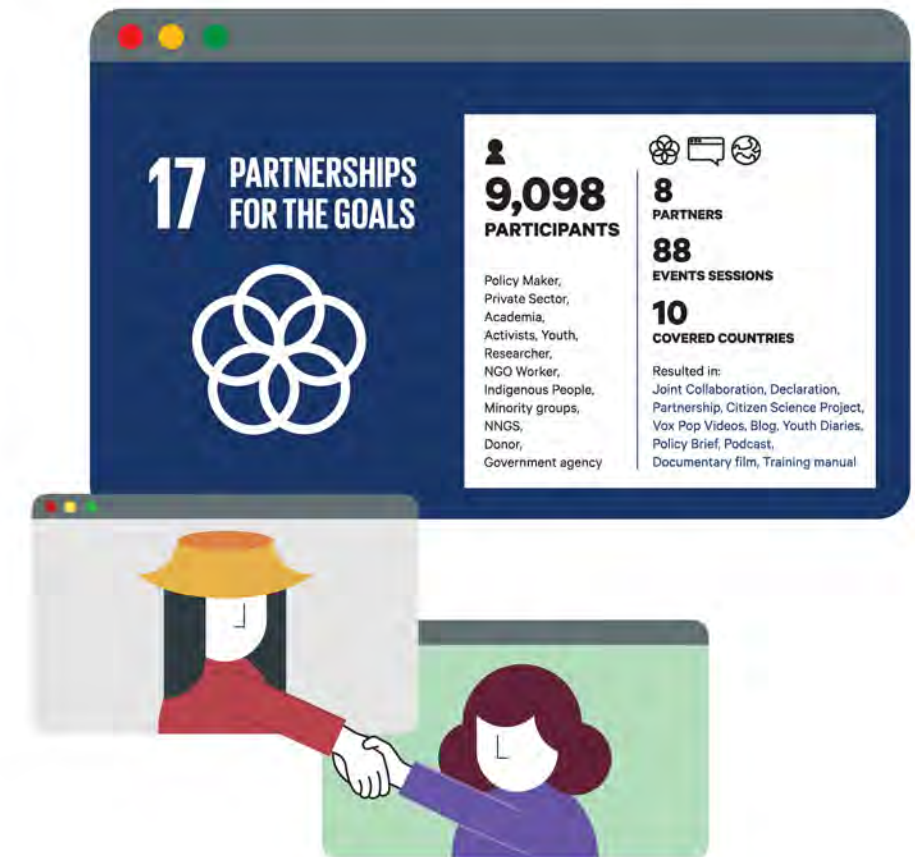 17 PARTNERSHIPS
FOR THE GOALS
9,098
PARTICIPANTS
Policy Maker,
Private Sector,
Academia,
Activists, Youth,
Researcher,
NGO Worker,
Indigenous People,
Minority groups,
NNGS,
Donor,
Government agency
8
PARTNERS
88
EVENTS SESSIONS
10
COVERED COUNTRIES
Resulted in:
Joint Collaboration, Declaration,
Partnership, Citizen Science Project,
Vox Pop Videos, Blog, Youth Diaries,
Policy Brief, Podcast,
Documentary film, Training manual